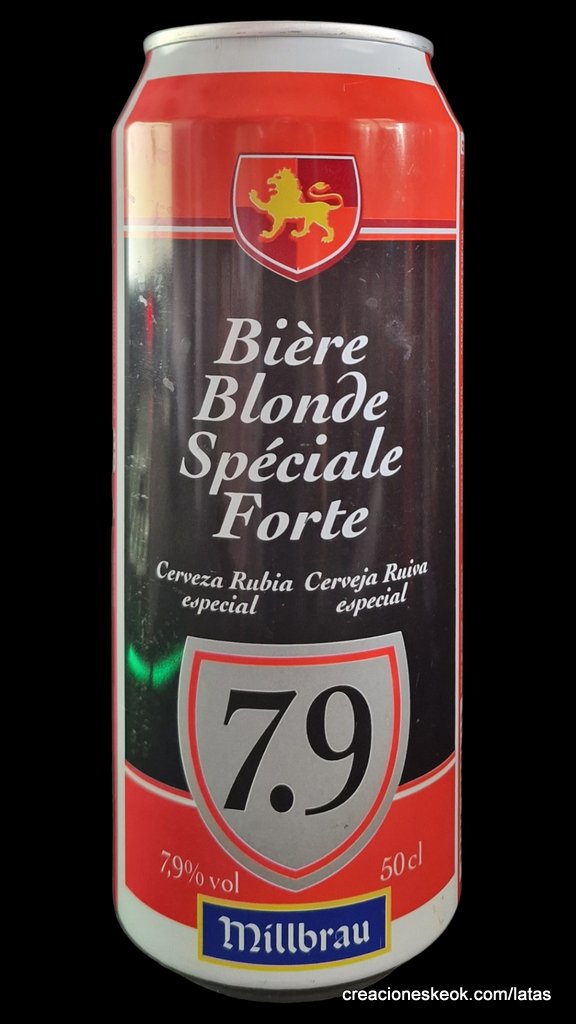 Bière
Blonde
Spéciale
Forte
Cerveza Rubia Cerveja Ruiva
especial especial
7.9
7,9% vol 50 cl
Millbrau
creacioneskeok.com/latas